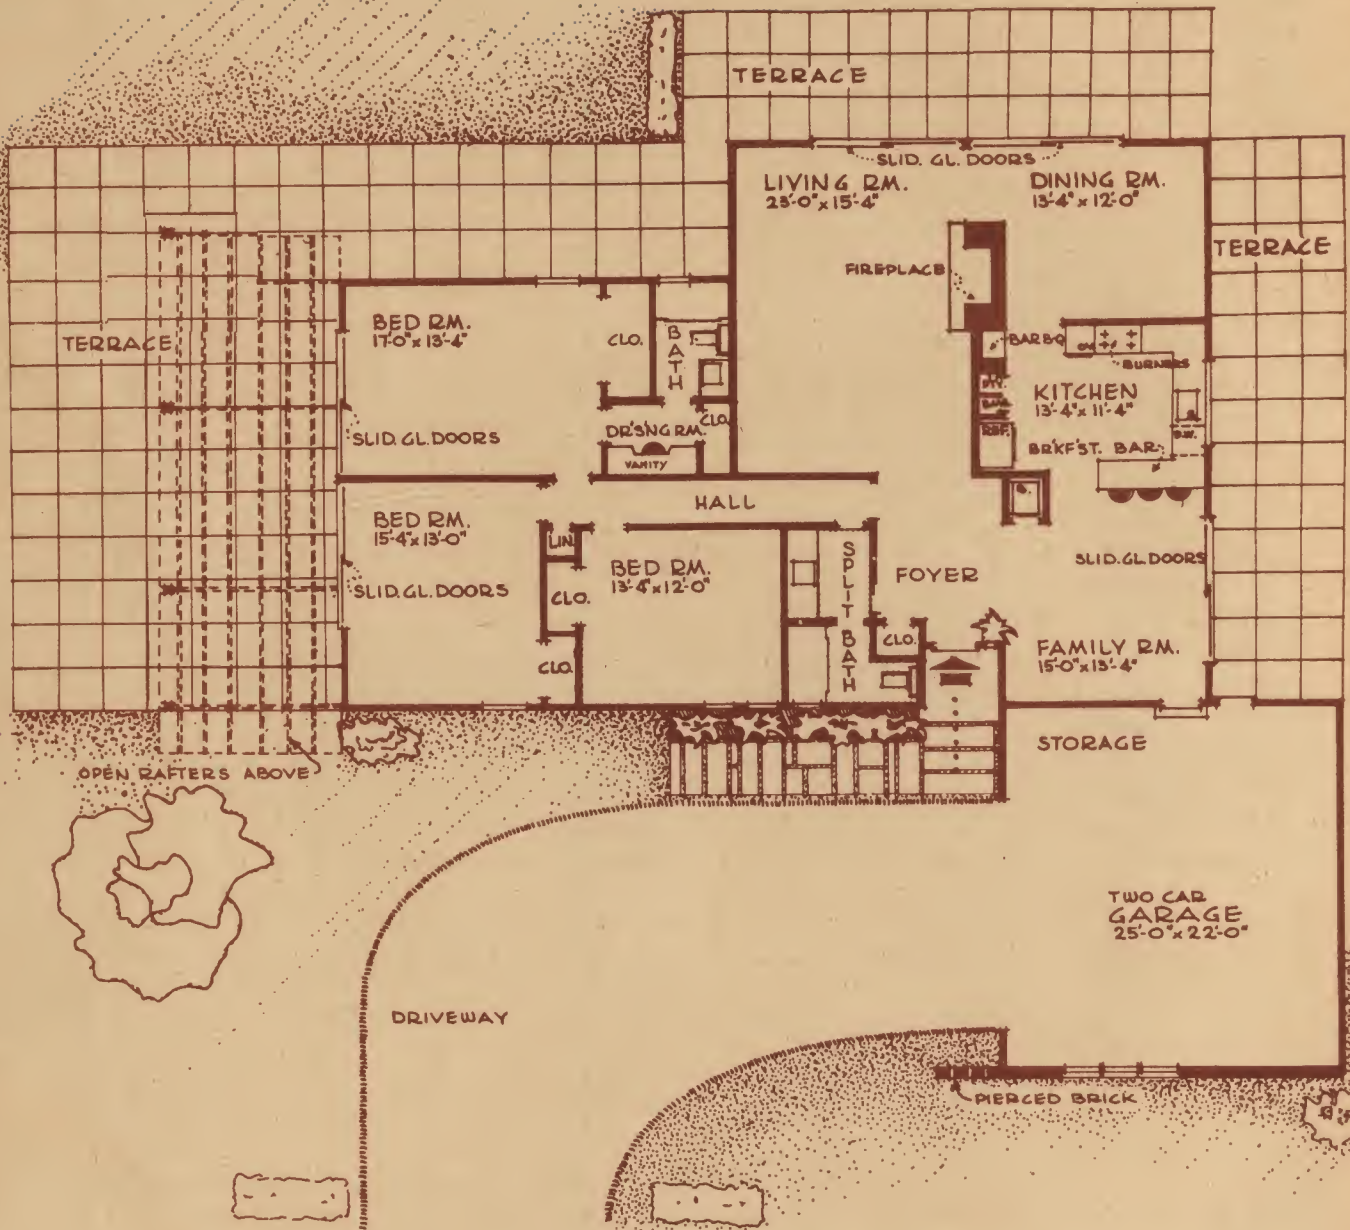 TERRACE
SLID. GL. DOORS
LIVING RM.
23'-0" x 15'-4"
DINING RM.
13'-4" x 12'-0"
TERRACE
FIREPLACE
BED RM.
17'-0" x 13'-4"
TERRACE
CLO.
BATH
BARBQ
OV.
BURNERS
KITCHEN
13'-4" x 11'-4"
SLID. GL. DOORS
DR'S'NG RM.
CLO.
VANITY
REF.
D.W.
BRKF'ST. BAR
HALL
BED RM.
15'-4" x 13'-0"
LIN.
BED RM.
13'-4" x 12'-0"
SPLIT BATH
FOYER
SLID. GL. DOORS
SLID. GL. DOORS
CLO.
CLO.
CLO.
FAMILY RM.
15'-0" x 13'-4"
STORAGE
OPEN RAFTERS ABOVE
TWO CAR
GARAGE
25'-0" x 22'-0"
DRIVEWAY
PIERCED BRICK